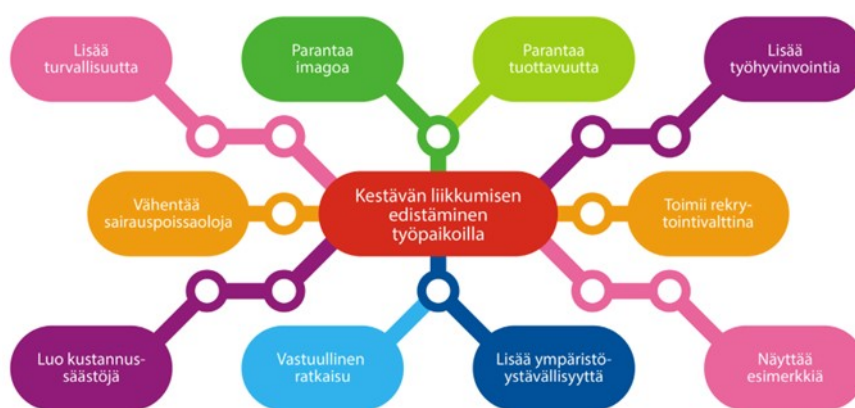 Lisää
turvallisuutta
Parantaa
imagoa
Parantaa
tuottavuutta
Lisää
työhyvinvointia
Vähentää
sairauspoissaoloja
Kestävän liikkumisen
edistäminen
työpaikoilla
Toimii rekry-
tointivalttina
Luo kustannus-
säästöjä
Vastuullinen
ratkaisu
Lisää ympäristö-
ystävällisyyttä
Näyttää
esimerkkiä